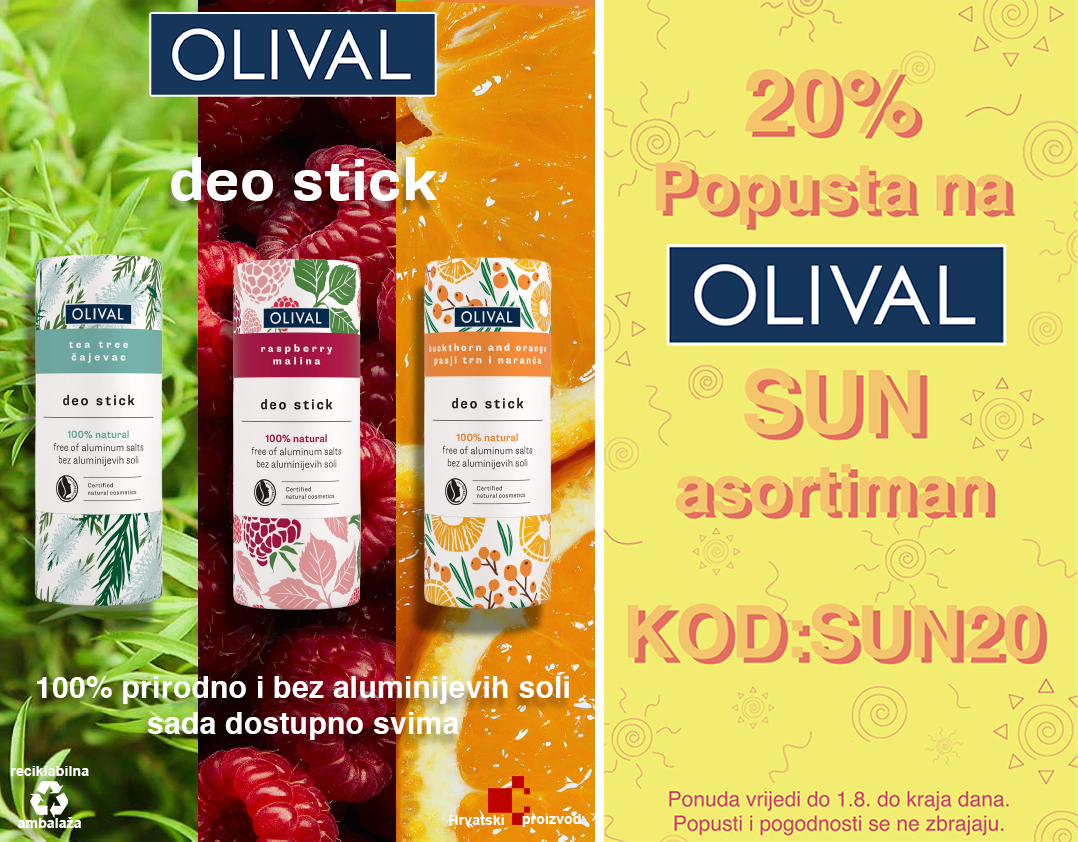 OLIVAL
deo stick
OLIVAL
tea tree
čajevac
deo stick
100% natural
free of aluminum salts
bez aluminijevih soli
Certified
natural cosmetics
OLIVAL
raspberry
malina
deo stick
100% natural
free of aluminum salts
bez aluminijevih soli
Certified
natural cosmetics
OLIVAL
buckthorn and orange
pasji trn i naranča
deo stick
100% natural
free of aluminum salts
bez aluminijevih soli
Certified
natural cosmetics
100% prirodno i bez aluminijevih soli
sada dostupno svima
reciklabilna
ambalaža
Hrvatski proizvod
20%
Popusta na
OLIVAL
SUN
asortiman
KOD:SUN20
Ponuda vrijedi do 1.8. do kraja dana.
Popusti i pogodnosti se ne zbrajaju.